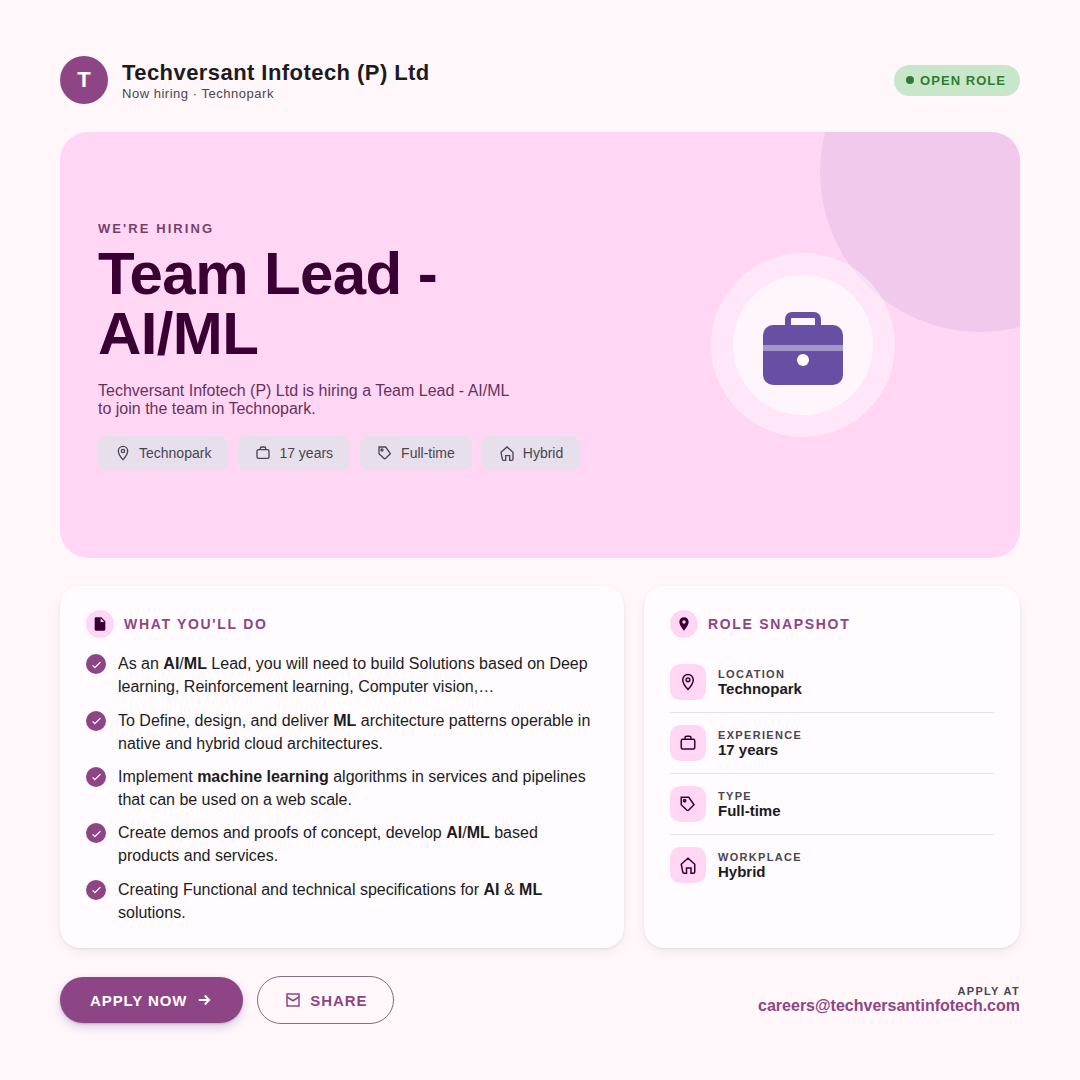 T
Techversant Infotech (P) Ltd
Now hiring · Technopark
OPEN ROLE
WE'RE HIRING
Team Lead -
AI/ML
Techversant Infotech (P) Ltd is hiring a Team Lead - AI/ML
to join the team in Technopark.
Technopark
17 years
Full-time
Hybrid
WHAT YOU'LL DO
As an AI/ML Lead, you will need to build Solutions based on Deep
learning, Reinforcement learning, Computer vision,…
To Define, design, and deliver ML architecture patterns operable in
native and hybrid cloud architectures.
Implement machine learning algorithms in services and pipelines
that can be used on a web scale.
Create demos and proofs of concept, develop AI/ML based
products and services.
Creating Functional and technical specifications for AI & ML
solutions.
ROLE SNAPSHOT
LOCATION
Technopark
EXPERIENCE
17 years
TYPE
Full-time
WORKPLACE
Hybrid
APPLY NOW
SHARE
APPLY AT
careers@techversantinfotech.com